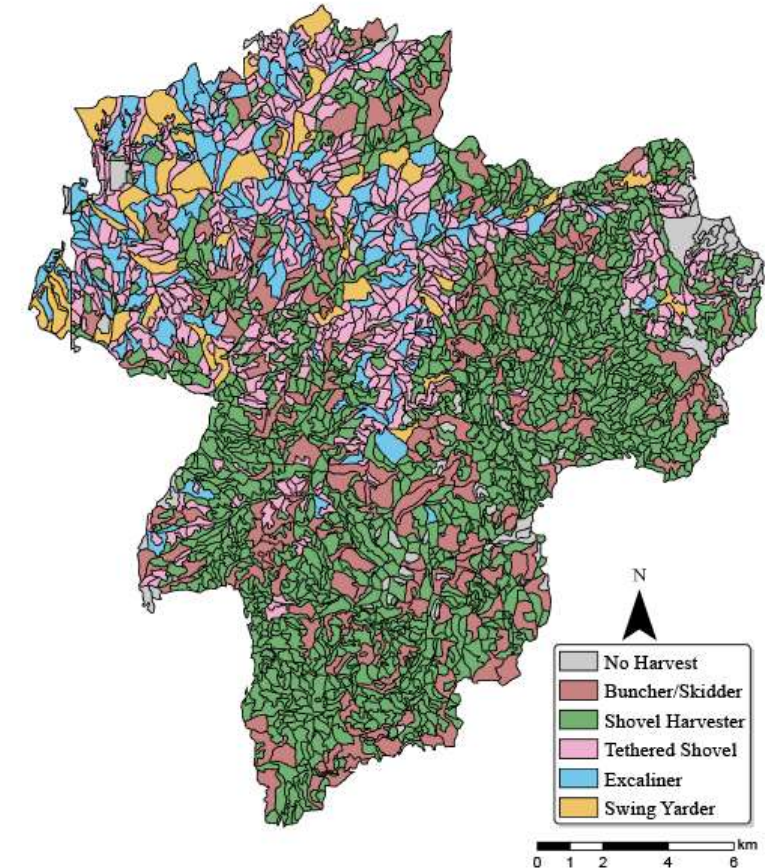 N
No Harvest
Buncher/Skidder
Shovel Harvester
Tethered Shovel
Excaliner
Swing Yarder
km
0 1 2 4 6